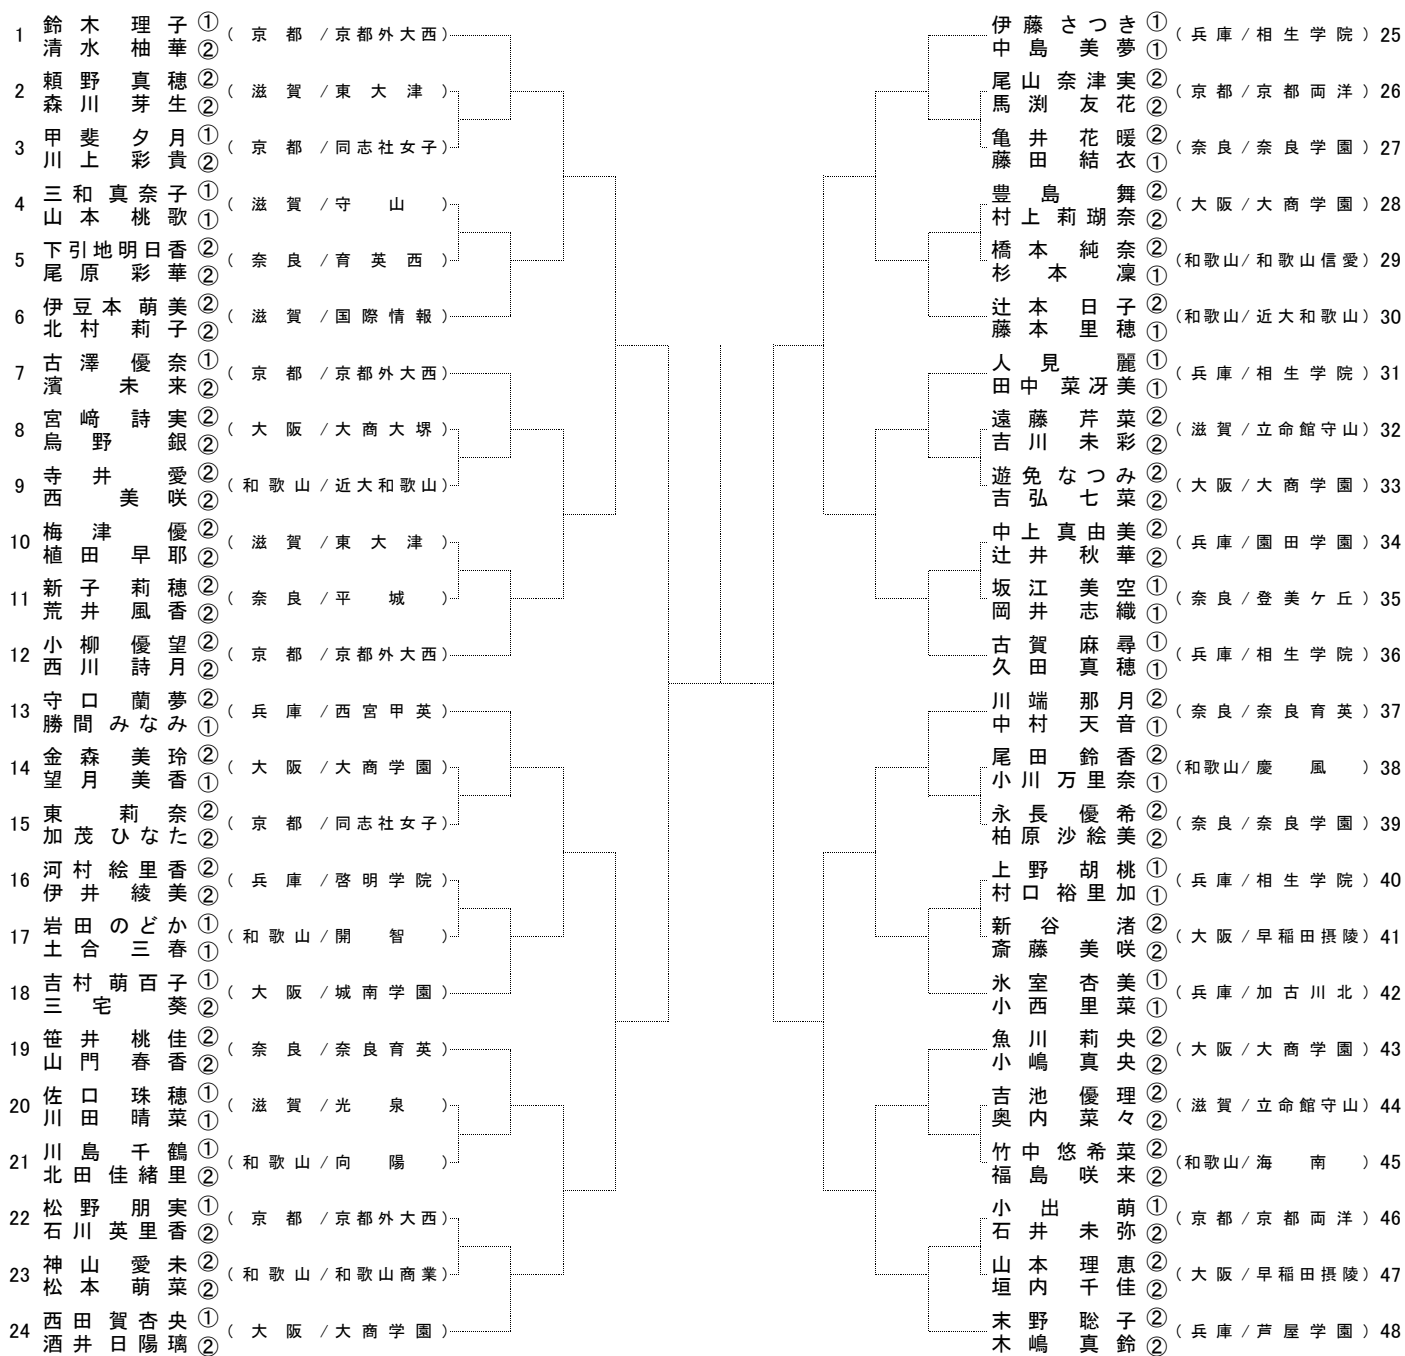 鈴木 理子 ①
1 (京都/京都外大西)
清水 柚華 ②
頼野 真穂 ②
2 (滋賀/東大津)
森川 芽生 ②
甲斐 夕月 ①
3 (京都/同志社女子)
川上 彩貴 ②
三和 真奈子 ①
4 (滋賀/守山)
山本 桃歌 ①
下引地明日香 ②
5 (奈良/育英西)
尾原 彩華 ②
伊豆本 萌美 ②
6 (滋賀/国際情報)
北村 莉子 ②
古澤 優奈 ①
7 (京都/京都外大西)
濱 未来 ②
宮﨑 詩実 ②
8 (大阪/大商大堺)
烏野 銀 ②
寺井 愛 ②
9 (和歌山/近大和歌山)
西 美咲 ②
梅津 優 ②
10 (滋賀/東大津)
植田 早耶 ②
新子 莉穂 ②
11 (奈良/平城)
荒井 風香 ②
小柳 優望 ②
12 (京都/京都外大西)
西川 詩月 ②
守口 蘭夢 ②
13 (兵庫/西宮甲英)
勝間 みなみ ①
金森 美玲 ②
14 (大阪/大商学園)
望月 美香 ①
東 莉奈 ②
15 (京都/同志社女子)
加茂 ひなた ②
河村 絵里香 ②
16 (兵庫/啓明学院)
伊井 綾美 ②
岩田 のどか ①
17 (和歌山/開智)
土合 三春 ①
吉村 萌百子 ①
18 (大阪/城南学園)
三宅 葵 ②
笹井 桃佳 ②
19 (奈良/奈良育英)
山門 春香 ②
佐口 珠穂 ①
20 (滋賀/光泉)
川田 晴菜 ①
川島 千鶴 ①
21 (和歌山/向陽)
北田 佳緒里 ②
松野 朋実 ①
22 (京都/京都外大西)
石川 英里香 ②
神山 愛未 ②
23 (和歌山/和歌山商業)
松本 萌菜 ②
西田 賀杏央 ①
24 (大阪/大商学園)
酒井 日陽璃 ②
伊藤 さつき ①
(兵庫/相生学院) 25
中島 美夢 ①
尾山 奈津実 ②
(京都/京都両洋) 26
馬渕 友花 ②
亀井 花暖 ②
(奈良/奈良学園) 27
藤田 結衣 ①
豊島 舞 ②
(大阪/大商学園) 28
村上 莉瑚奈 ②
橋本 純奈 ②
(和歌山/和歌山信愛) 29
杉本 凜 ①
辻本 日子 ②
(和歌山/近大和歌山) 30
藤本 里穂 ①
人見 麗 ①
(兵庫/相生学院) 31
田中 菜冴美 ①
遠藤 芹菜 ②
(滋賀/立命館守山) 32
吉川 未彩 ②
遊免 なつみ ②
(大阪/大商学園) 33
吉弘 七菜 ②
中上 真由美 ②
(兵庫/園田学園) 34
辻井 秋華 ②
坂江 美空 ①
(奈良/登美ケ丘) 35
岡井 志織 ①
古賀 麻尋 ①
(兵庫/相生学院) 36
久田 真穂 ①
川端 那月 ②
(奈良/奈良育英) 37
中村 天音 ①
尾田 鈴香 ②
(和歌山/慶風) 38
小川 万里奈 ①
永長 優希 ②
(奈良/奈良学園) 39
柏原 沙絵美 ②
上野 胡桃 ①
(兵庫/相生学院) 40
村口 裕里加 ①
新谷 渚 ②
(大阪/早稲田摂陵) 41
斎藤 美咲 ②
氷室 杏美 ①
(兵庫/加古川北) 42
小西 里菜 ①
魚川 莉央 ②
(大阪/大商学園) 43
小嶋 真央 ②
吉池 優理 ②
(滋賀/立命館守山) 44
奥内 菜々 ②
竹中 悠希菜 ②
(和歌山/海南) 45
福島 咲来 ②
小出 萌 ①
(京都/京都両洋) 46
石井 未弥 ②
山本 理恵 ②
(大阪/早稲田摂陵) 47
垣内 千佳 ②
末野 聡子 ②
(兵庫/芦屋学園) 48
木嶋 真鈴 ②